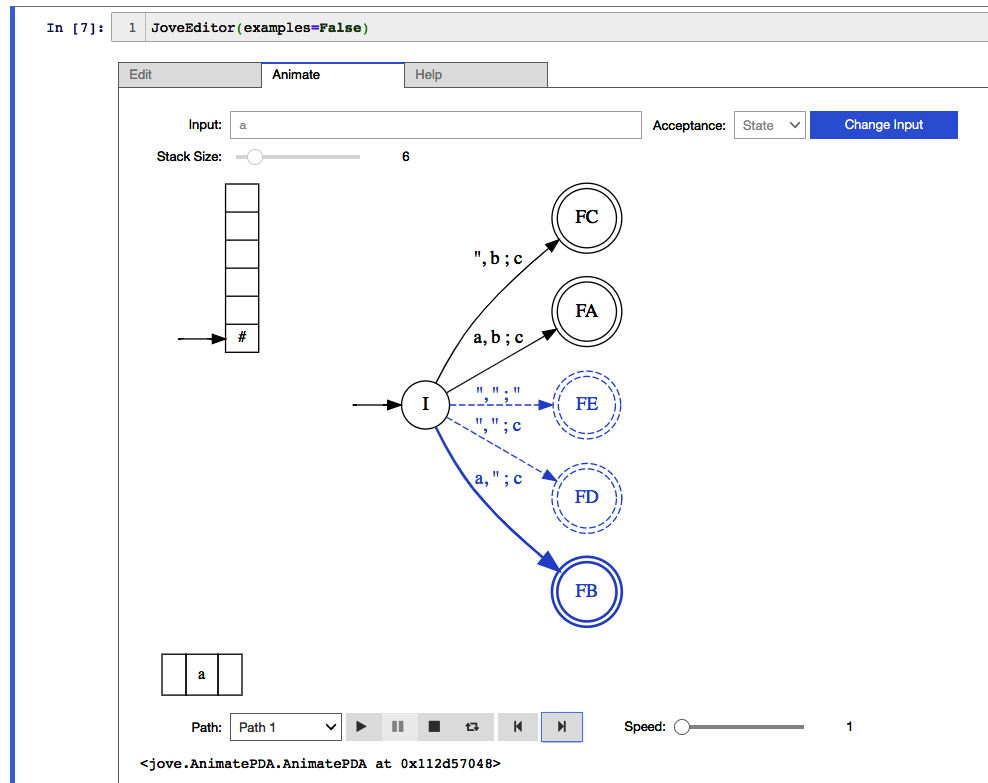 In [7]:
1 JoveEditor(examples=False)
Edit Animate Help
Input: a Acceptance: State Change Input
Stack Size: 6
FC
", b ; c
FA
a, b ; c
#
I
", " ; "
FE
", " ; c
FD
a, " ; c
FB
a
Path: Path 1 Speed: 1
<jove.AnimatePDA.AnimatePDA at 0x112d57048>